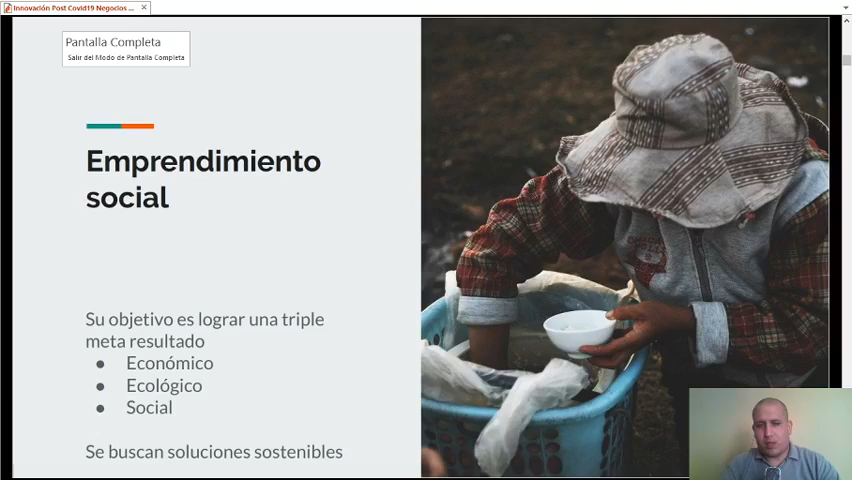 Innovación Post Covid19 Negocios ...
Pantalla Completa
Salir del Modo de Pantalla Completa
Emprendimiento
social
Su objetivo es lograr una triple
meta resultado
● Económico
● Ecológico
● Social
Se buscan soluciones sostenibles